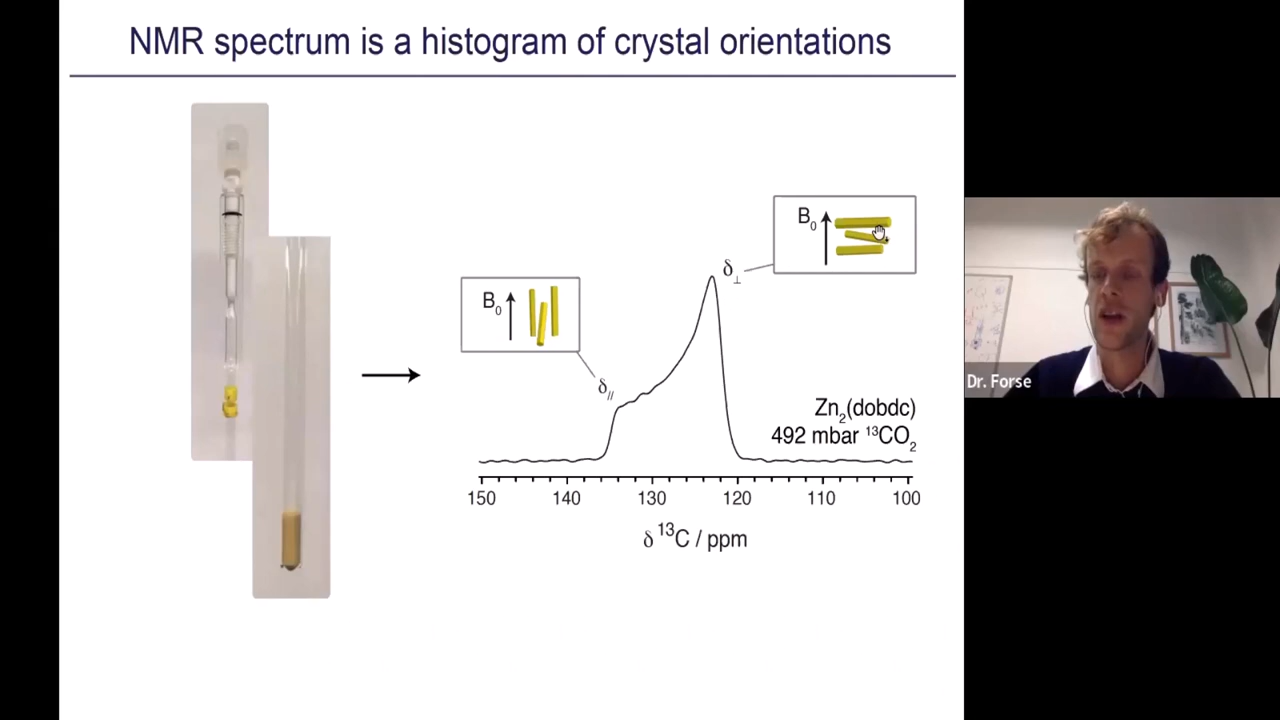 NMR spectrum is a histogram of crystal orientations
B₀
δ⊥
B₀
δ//
Zn₂(dobdc)
492 mbar ¹³CO₂
150 140 130 120 110 100
δ ¹³C / ppm
Dr. Forse